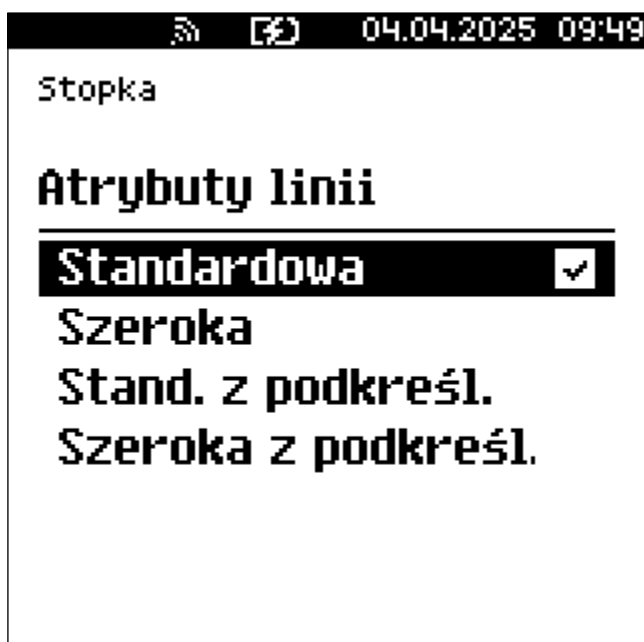 04.04.2025 09:49
Stopka
Atrybuty linii
Standardowa
Szeroka
Stand. z podkreśl.
Szeroka z podkreśl.